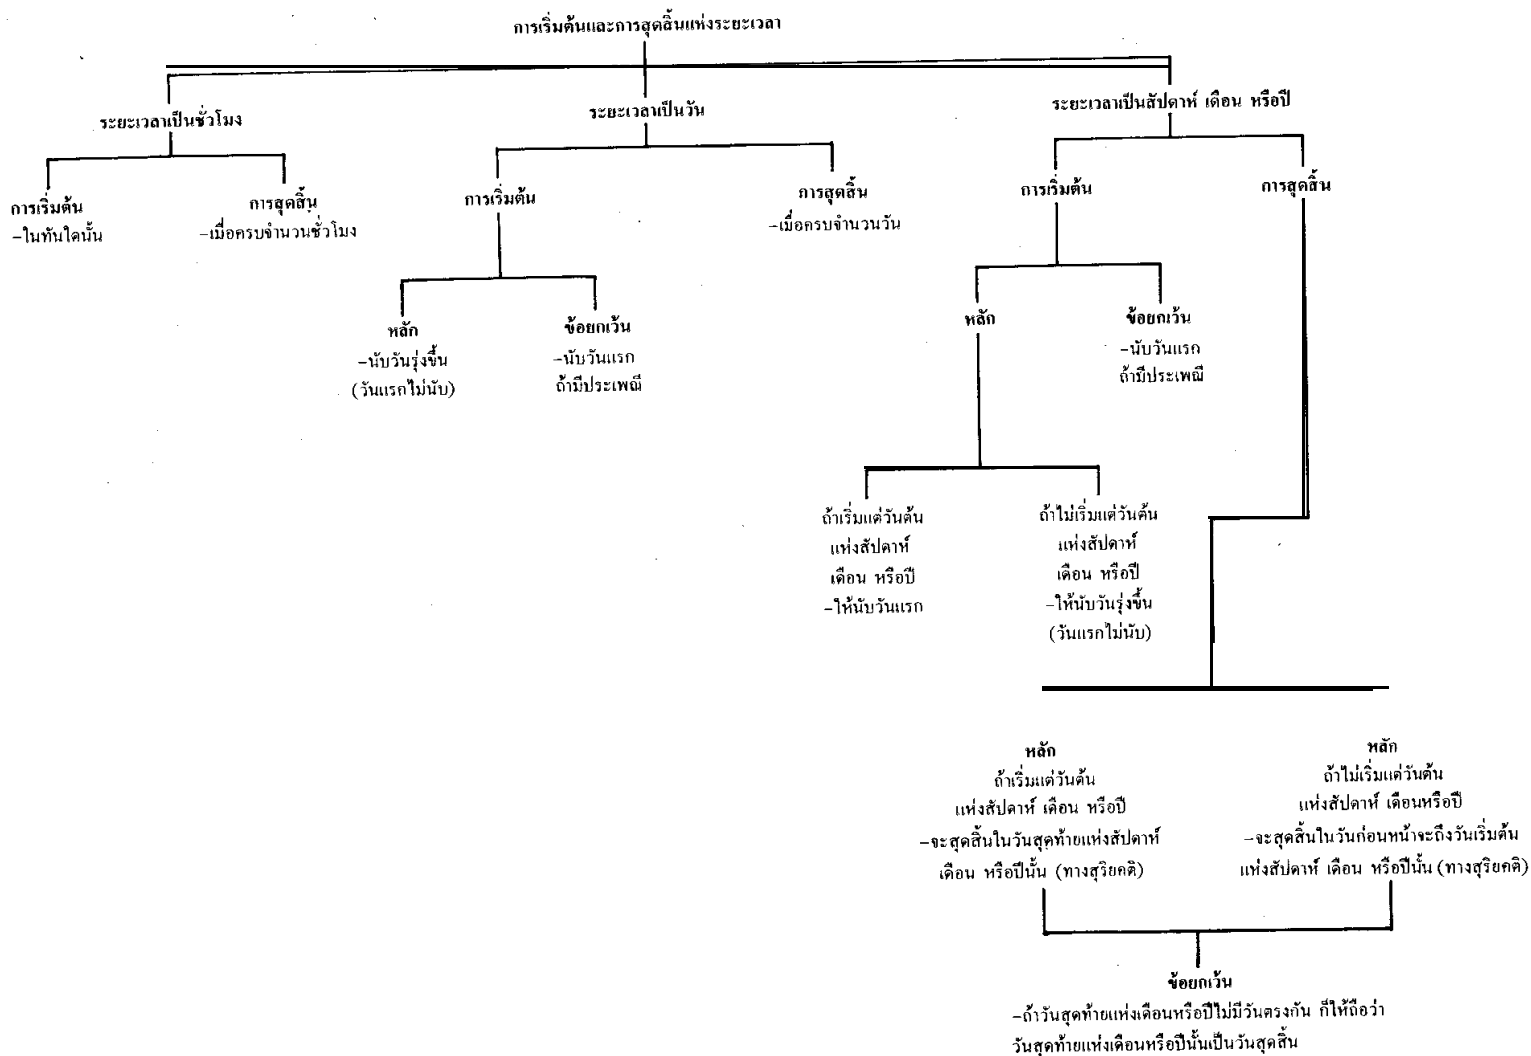 การเริ่มต้นและการสุดสิ้นแห่งระยะเวลา
ระยะเวลาเป็นชั่วโมง
ระยะเวลาเป็นวัน
ระยะเวลาเป็นสัปดาห์ เดือน หรือปี
การเริ่มต้น
-ในทันใดนั้น
การสุดสิ้น
-เมื่อครบจำนวนชั่วโมง
การเริ่มต้น
การสุดสิ้น
-เมื่อครบจำนวนวัน
การเริ่มต้น
การสุดสิ้น
หลัก
-นับวันรุ่งขึ้น
(วันแรกไม่นับ)
ข้อยกเว้น
-นับวันแรก
ถ้ามีประเพณี
หลัก
ข้อยกเว้น
-นับวันแรก
ถ้ามีประเพณี
ถ้าเริ่มแต่วันต้น
แห่งสัปดาห์
เดือน หรือปี
-ให้นับวันแรก
ถ้าไม่เริ่มแต่วันต้น
แห่งสัปดาห์
เดือน หรือปี
-ให้นับวันรุ่งขึ้น
(วันแรกไม่นับ)
หลัก
ถ้าเริ่มแต่วันต้น
แห่งสัปดาห์ เดือน หรือปี
-จะสุดสิ้นในวันสุดท้ายแห่งสัปดาห์
เดือน หรือปีนั้น (ทางสุริยคติ)
หลัก
ถ้าไม่เริ่มแต่วันต้น
แห่งสัปดาห์ เดือนหรือปี
-จะสุดสิ้นในวันก่อนหน้าจะถึงวันเริ่มต้น
แห่งสัปดาห์ เดือน หรือปีนั้น (ทางสุริยคติ)
ข้อยกเว้น
-ถ้าวันสุดท้ายแห่งเดือนหรือปีไม่มีวันตรงกัน ก็ให้ถือว่า
วันสุดท้ายแห่งเดือนหรือปีนั้นเป็นวันสุดสิ้น